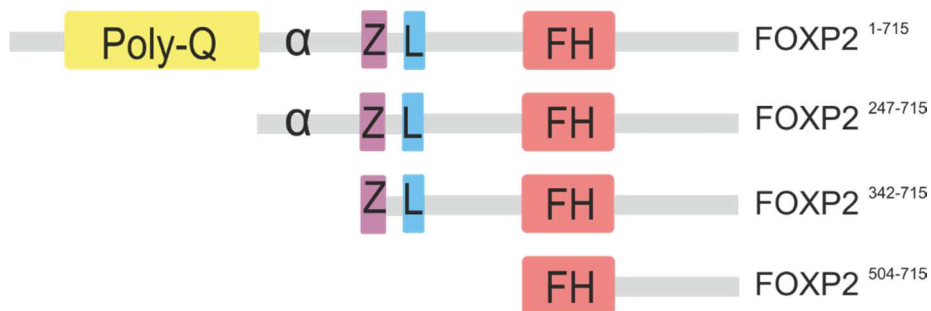 Poly-Q α Z L FH FOXP2 1-715
α Z L FH FOXP2 247-715
Z L FH FOXP2 342-715
FH FOXP2 504-715